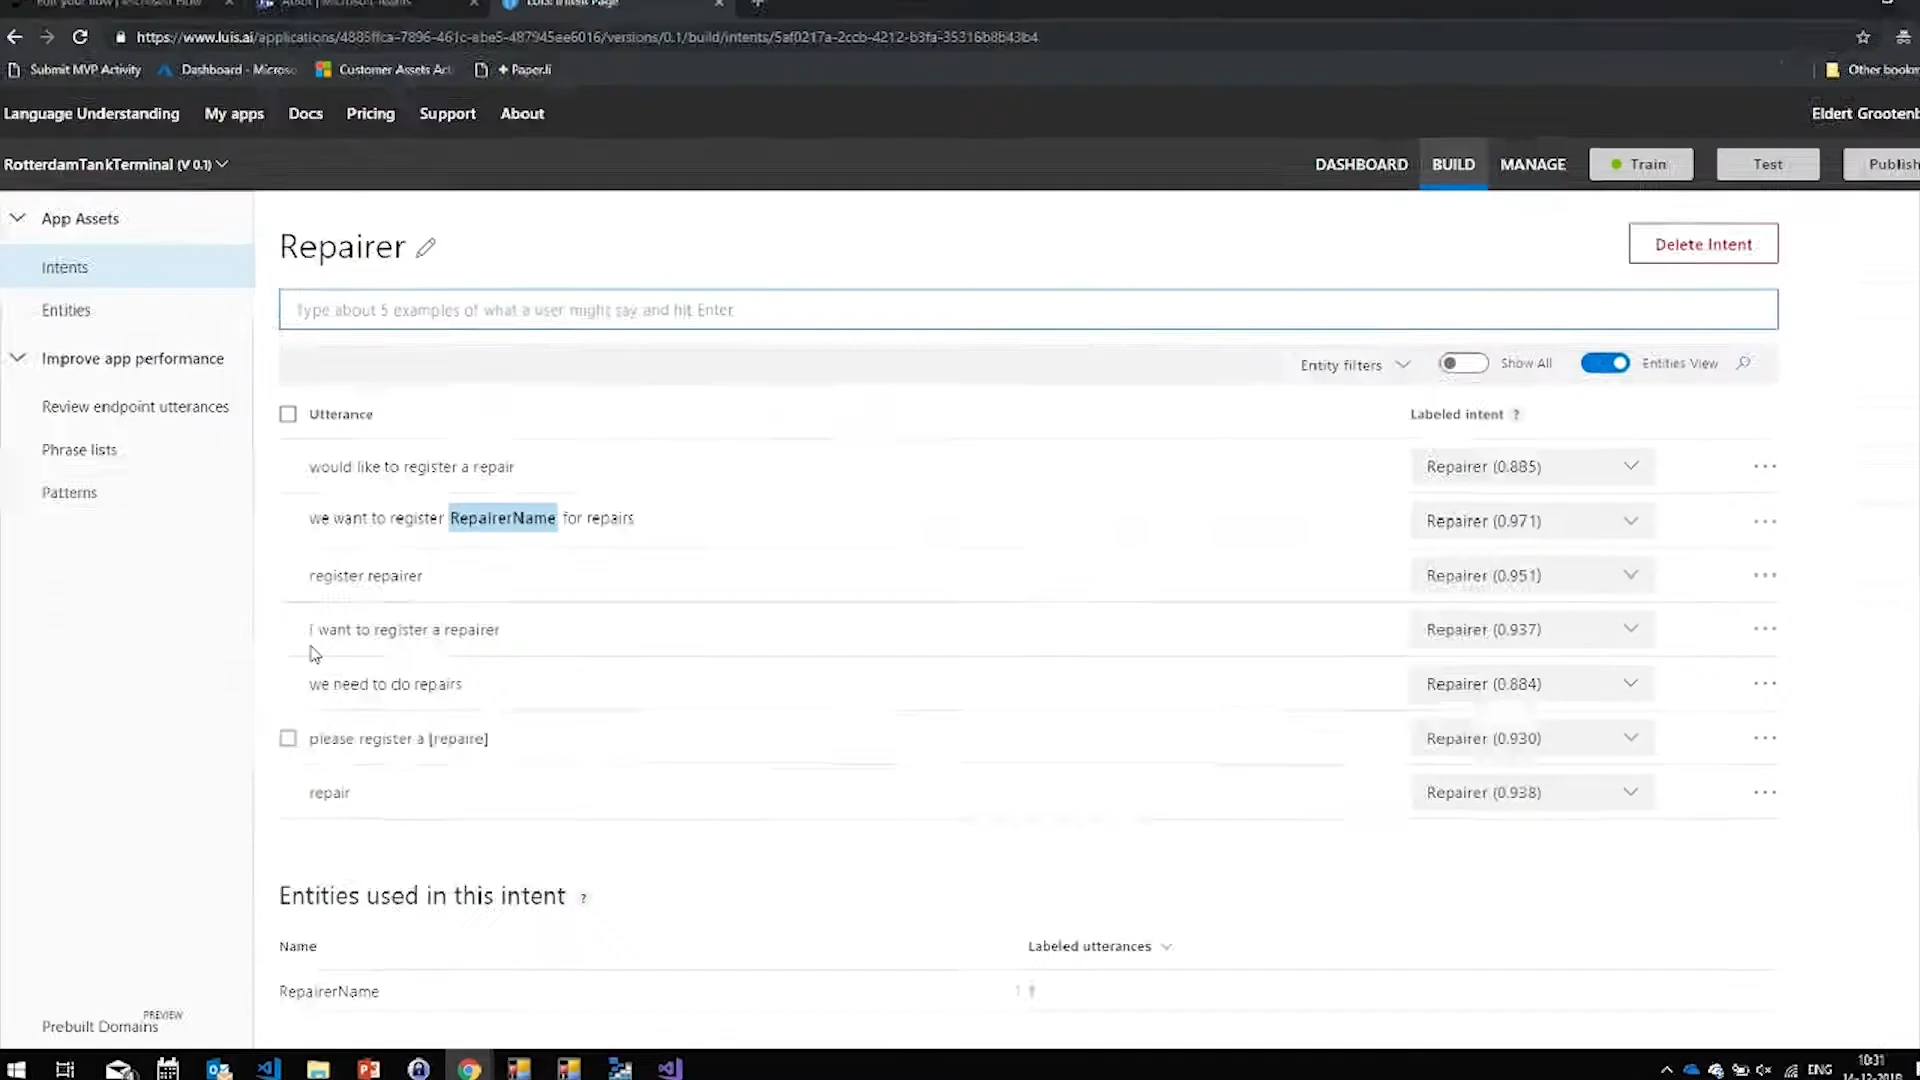 https://www.luis.ai/applications/4885ffca-7896-461c-abe5-487945ee6016/versions/0.1/build/intents/5af0217a-2ccb-4212-b3fa-35316b8b43b4
Submit MVP Activity Dashboard - Microso Customer Assets Act + Paper.li Other bookm
Language Understanding My apps Docs Pricing Support About Eldert Grootenb
RotterdamTankTerminal (V 0.1) DASHBOARD BUILD MANAGE Train Test Publish
App Assets
Intents
Entities
Improve app performance
Review endpoint utterances
Phrase lists
Patterns
PREVIEW
Prebuilt Domains
Repairer
Delete Intent
Type about 5 examples of what a user might say and hit Enter
Entity filters Show All Entities View
Utterance Labeled intent ?
would like to register a repair Repairer (0.885) ...
we want to register RepairerName for repairs Repairer (0.971) ...
register repairer Repairer (0.951) ...
i want to register a repairer Repairer (0.937) ...
we need to do repairs Repairer (0.884) ...
please register a [repaire] Repairer (0.930) ...
repair Repairer (0.938) ...
Entities used in this intent ?
Name Labeled utterances
RepairerName 1
ENG 10:31
14-12-2018